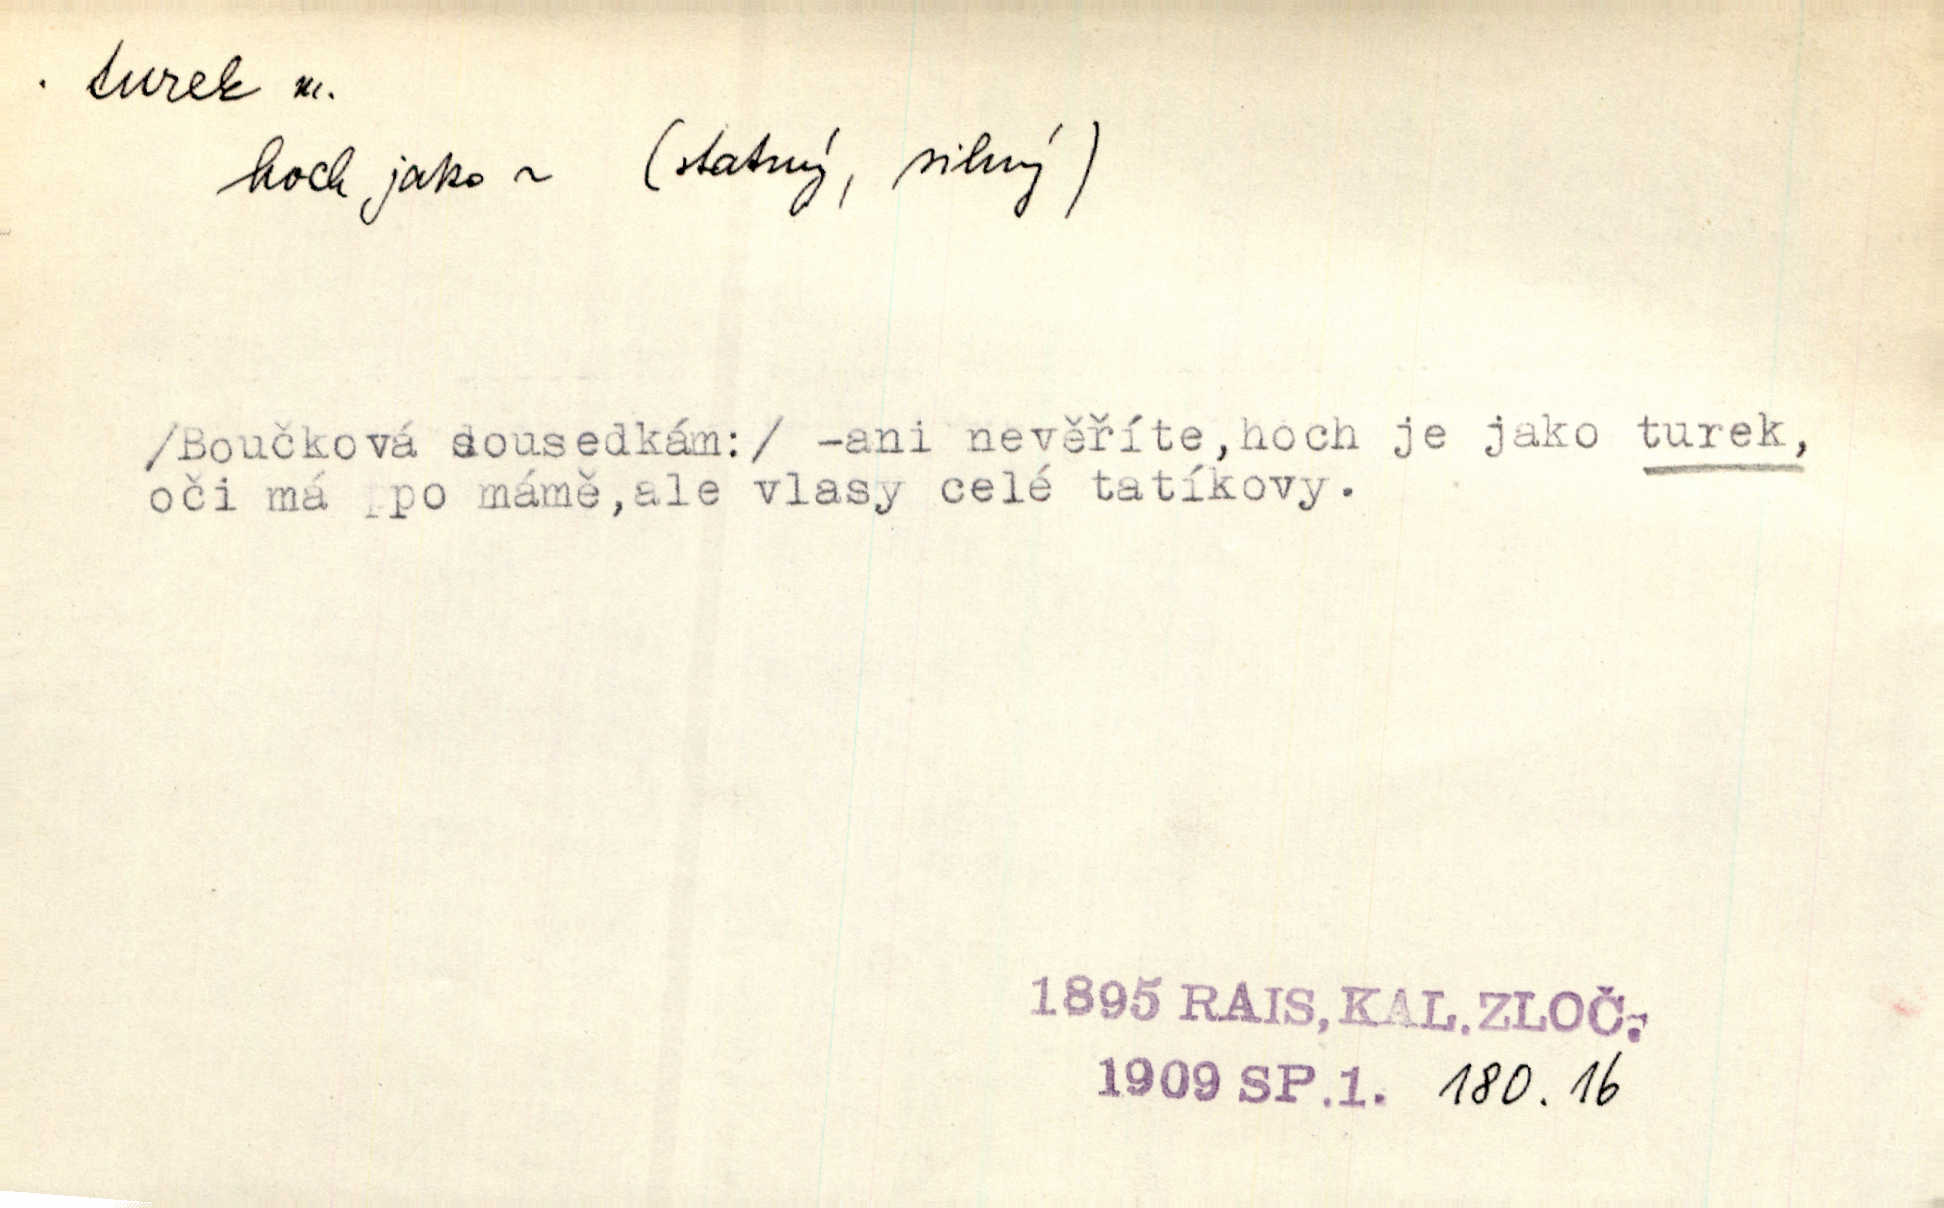 turek m.
hoch jako ~ (statný, silný)
/Boučková sousedkám:/ -ani nevěříte,hoch je jako turek,
oči má po mámě,ale vlasy celé tatíkovy.
1895 RAIS, KAL. ZLOČ.
1909 SP.1. 180.16